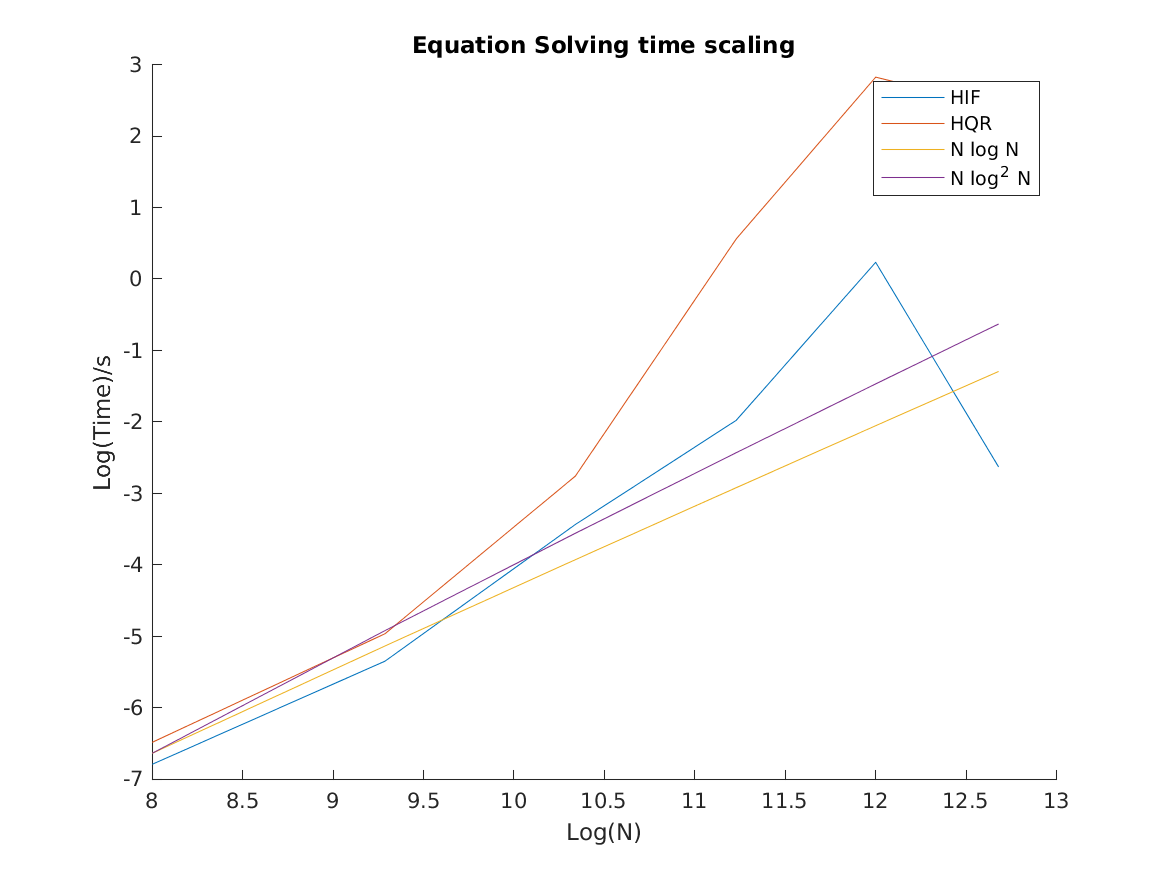 Equation Solving time scaling
3
2
1
0
-1
-2
-3
-4
-5
-6
-7
Log(Time)/s
HIF
HQR
N log N
N log² N
8 8.5 9 9.5 10 10.5 11 11.5 12 12.5 13
Log(N)